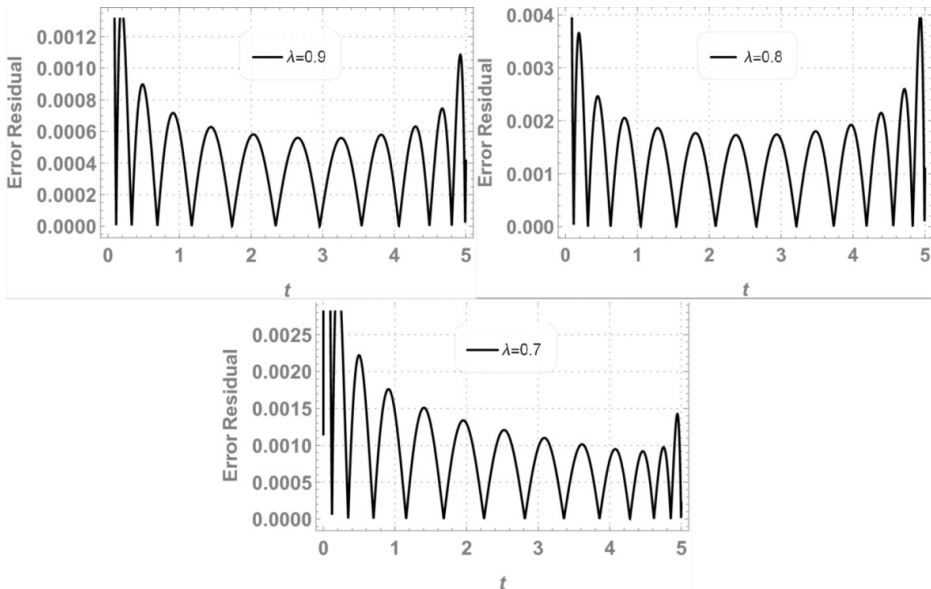 0.0012
0.0010
0.0008
0.0006
0.0004
0.0002
0.0000
Error Residual
λ=0.9
0 1 2 3 4 5
t
0.004
0.003
0.002
0.001
0.000
Error Residual
λ=0.8
0 1 2 3 4 5
t
0.0025
0.0020
0.0015
0.0010
0.0005
0.0000
Error Residual
λ=0.7
0 1 2 3 4 5
t